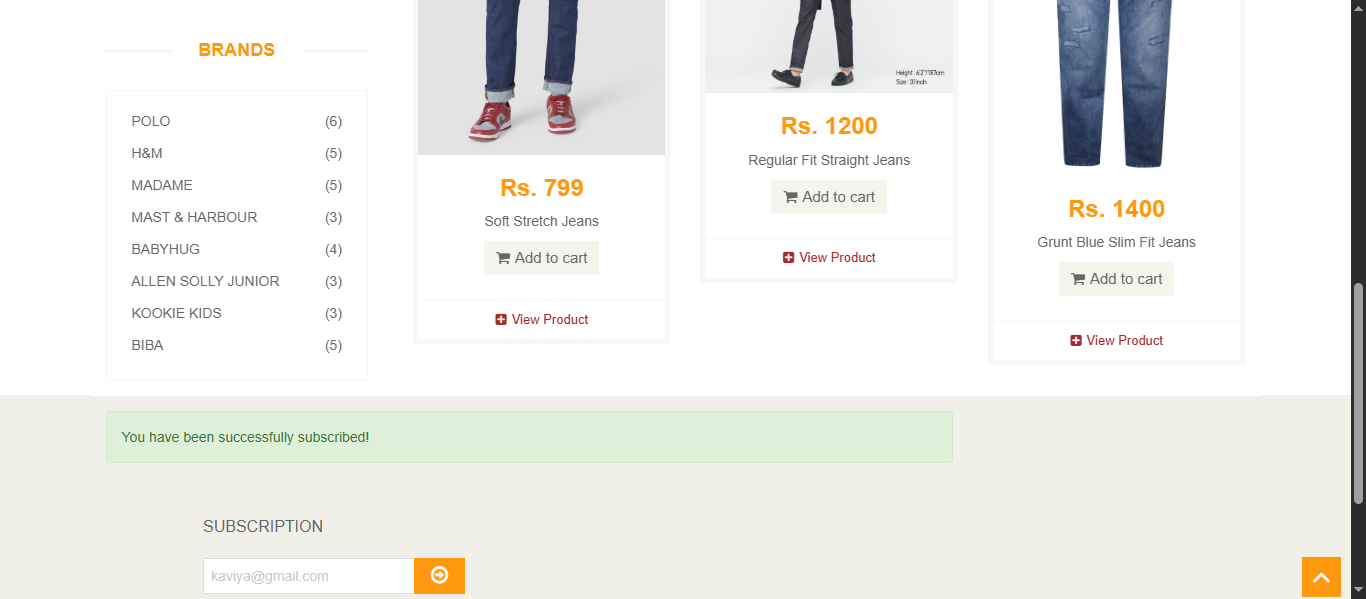 BRANDS
POLO (6)
H&M (5)
MADAME (5)
MAST & HARBOUR (3)
BABYHUG (4)
ALLEN SOLLY JUNIOR (3)
KOOKIE KIDS (3)
BIBA (5)
Rs. 799
Soft Stretch Jeans
Add to cart
View Product
Height : 6'2"/187cm
Size : 31inch
Rs. 1200
Regular Fit Straight Jeans
Add to cart
View Product
Rs. 1400
Grunt Blue Slim Fit Jeans
Add to cart
View Product
You have been successfully subscribed!
SUBSCRIPTION
kaviya@gmail.com